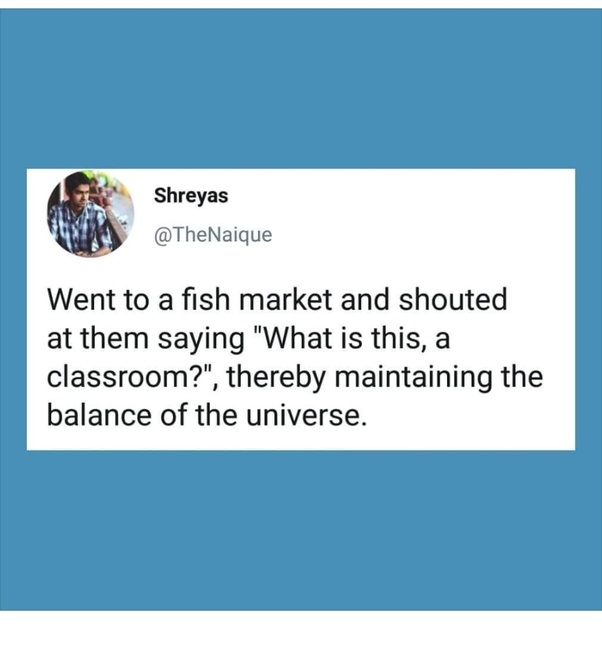 Shreyas
@TheNaique
Went to a fish market and shouted
at them saying "What is this, a
classroom?", thereby maintaining the
balance of the universe.